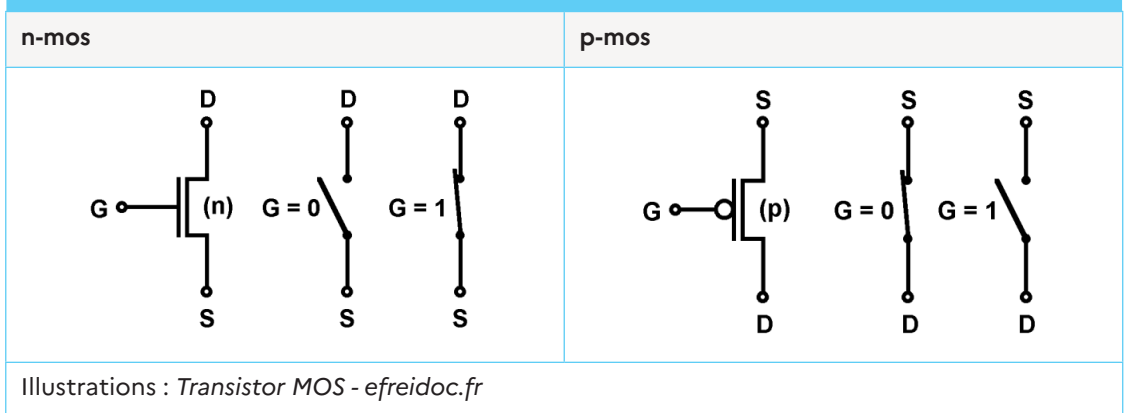 n-mos
p-mos
D D D
G (n) G = 0 G = 1
S S S
S S S
G (p) G = 0 G = 1
D D D
Illustrations : Transistor MOS - efreidoc.fr